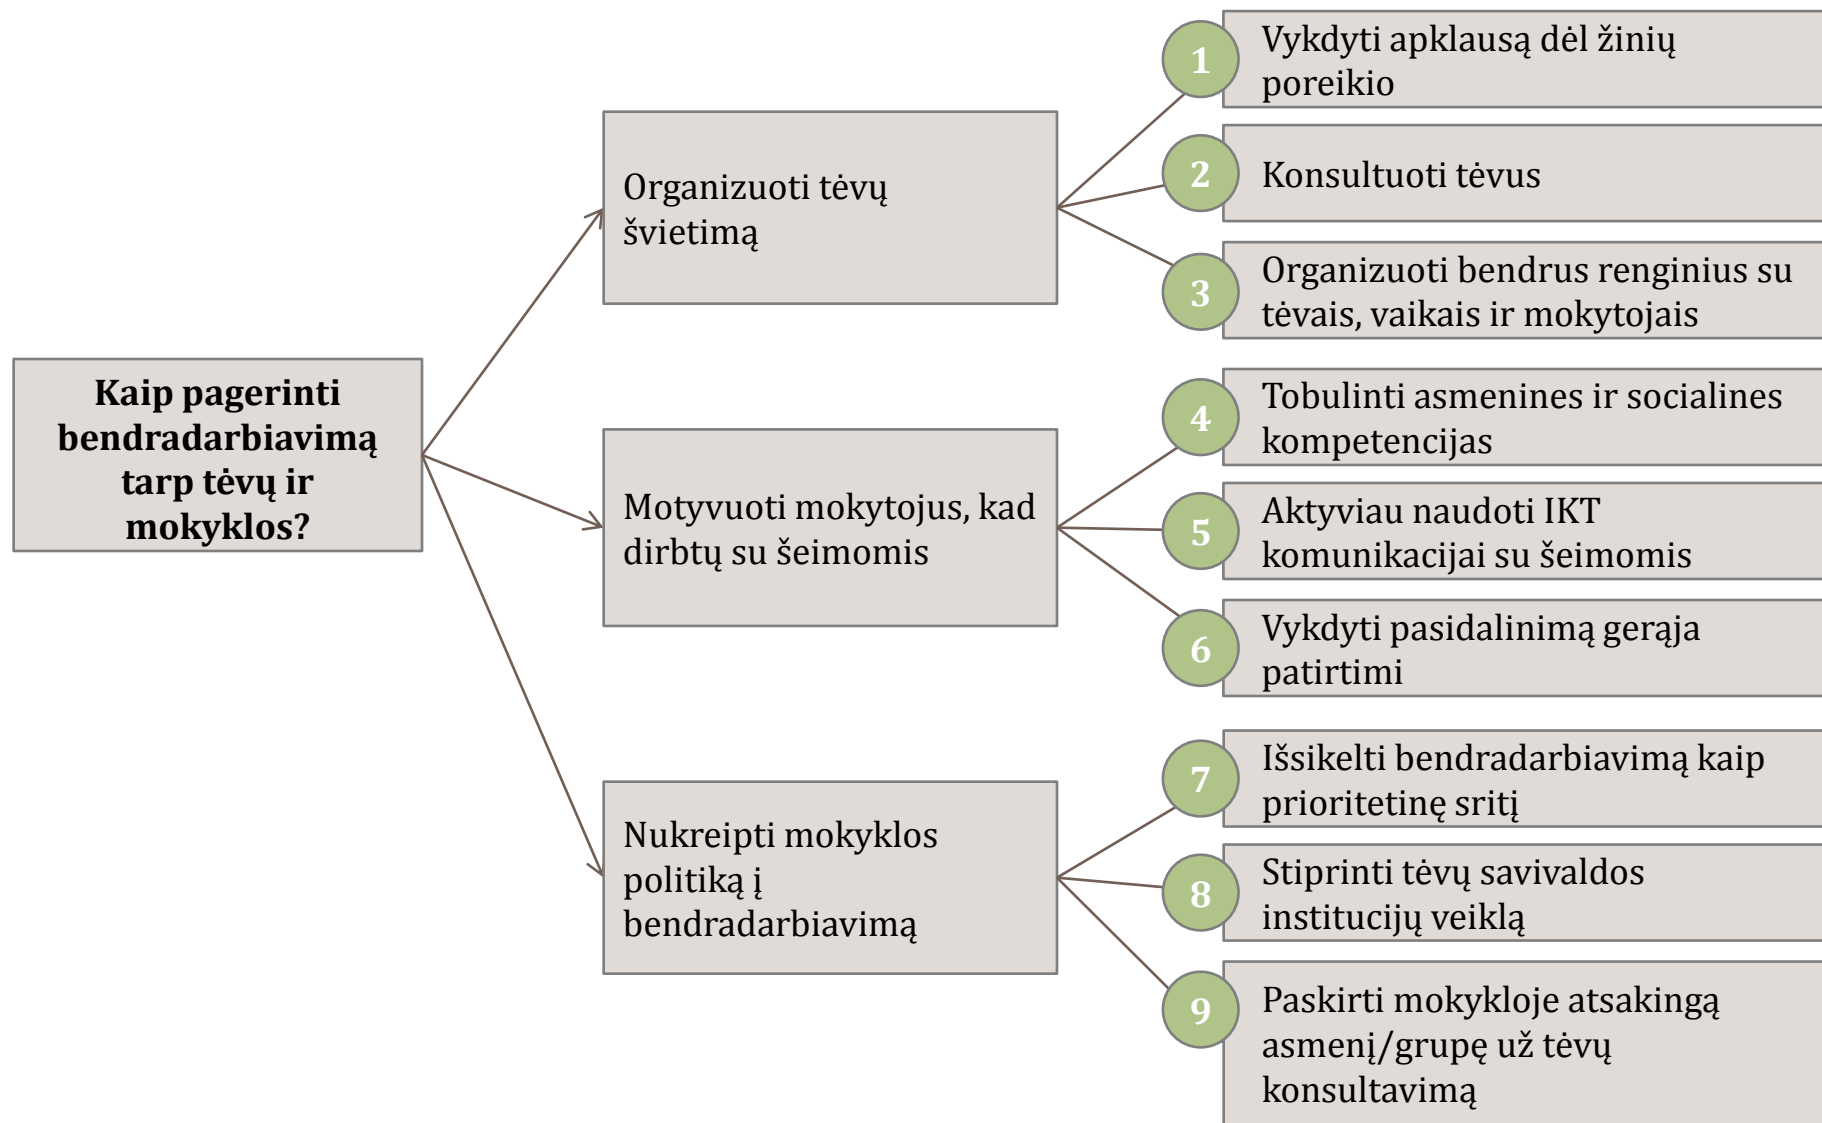 Kaip pagerinti
bendradarbiavimą
tarp tėvų ir
mokyklos?
Organizuoti tėvų
švietimą
1
Vykdyti apklausą dėl žinių
poreikio
2
Konsultuoti tėvus
3
Organizuoti bendrus renginius su
tėvais, vaikais ir mokytojais
Motyvuoti mokytojus, kad
dirbtų su šeimomis
4
Tobulinti asmenines ir socialines
kompetencijas
5
Aktyviau naudoti IKT
komunikacijai su šeimomis
6
Vykdyti pasidalinimą gerąja
patirtimi
Nukreipti mokyklos
politiką į
bendradarbiavimą
7
Išsikelti bendradarbiavimą kaip
prioritetinę sritį
8
Stiprinti tėvų savivaldos
institucijų veiklą
9
Paskirti mokykloje atsakingą
asmenį/grupę už tėvų
konsultavimą